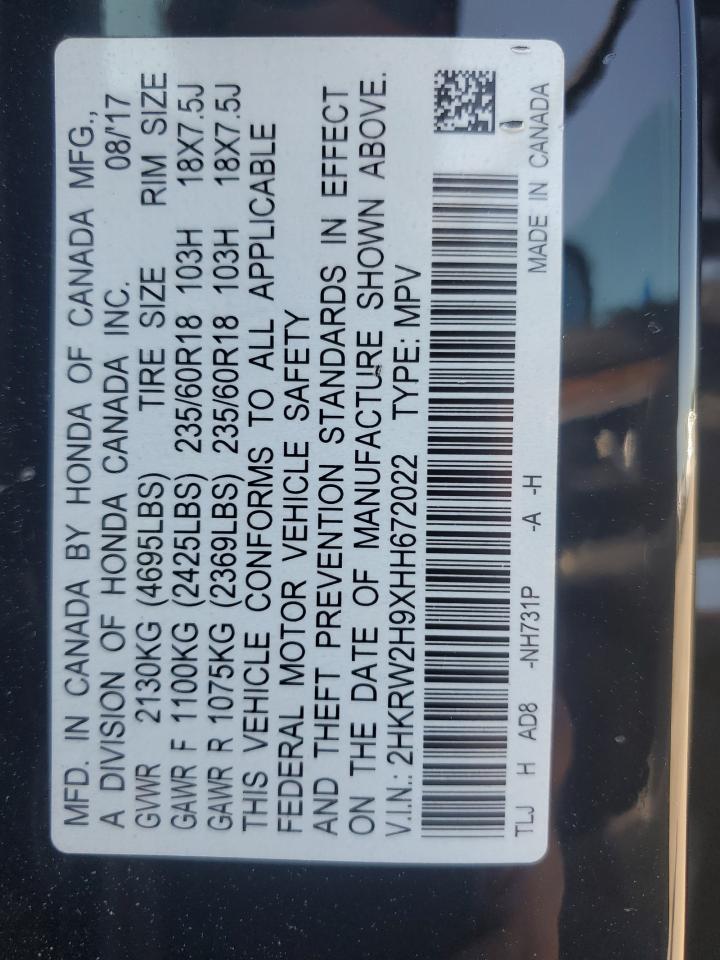 MFD. IN CANADA BY HONDA OF CANADA MFG.,
A DIVISION OF HONDA CANADA INC. 08/'17
GVWR 2130KG (4695LBS) TIRE SIZE RIM SIZE
GAWR F 1100KG (2425LBS) 235/60R18 103H 18X7.5J
GAWR R 1075KG (2369LBS) 235/60R18 103H 18X7.5J
THIS VEHICLE CONFORMS TO ALL APPLICABLE
FEDERAL MOTOR VEHICLE SAFETY
AND THEFT PREVENTION STANDARDS IN EFFECT
ON THE DATE OF MANUFACTURE SHOWN ABOVE.
V.I.N.: 2HKRW2H9XHH672022 TYPE: MPV
TLJ H AD8 -NH731P -A -H
MADE IN CANADA